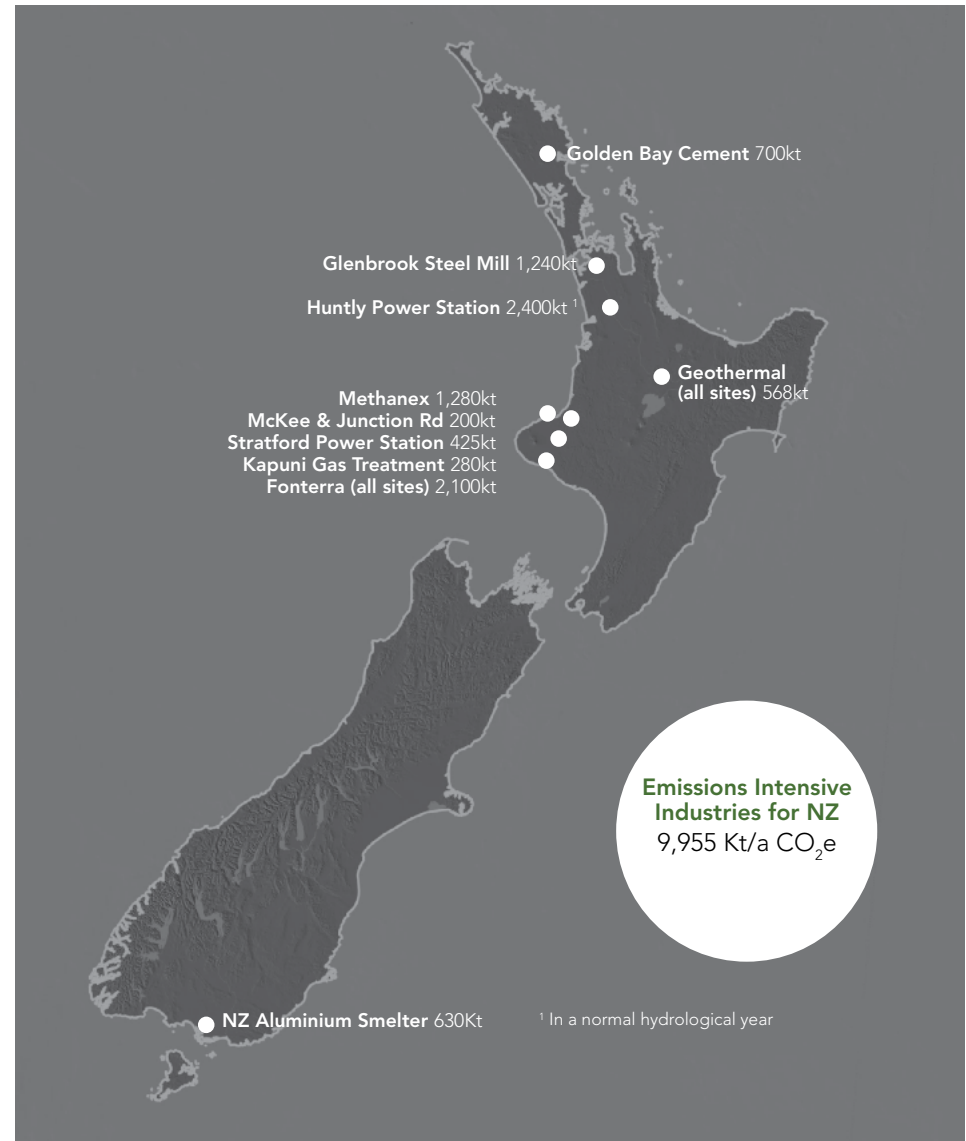 Golden Bay Cement 700kt
Glenbrook Steel Mill 1,240kt
Huntly Power Station 2,400kt ¹
Geothermal
(all sites) 568kt
Methanex 1,280kt
McKee & Junction Rd 200kt
Stratford Power Station 425kt
Kapuni Gas Treatment 280kt
Fonterra (all sites) 2,100kt
Emissions Intensive
Industries for NZ
9,955 Kt/a CO₂e
NZ Aluminium Smelter 630Kt
¹ In a normal hydrological year